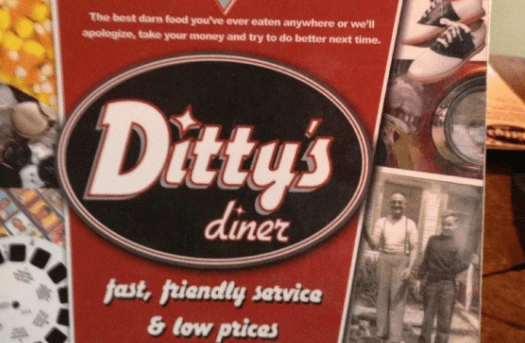 The best darn food you've ever eaten anywhere or we'll
apologize, take your money and try to do better next time.
Ditty's
diner
fast, friendly service
& low prices